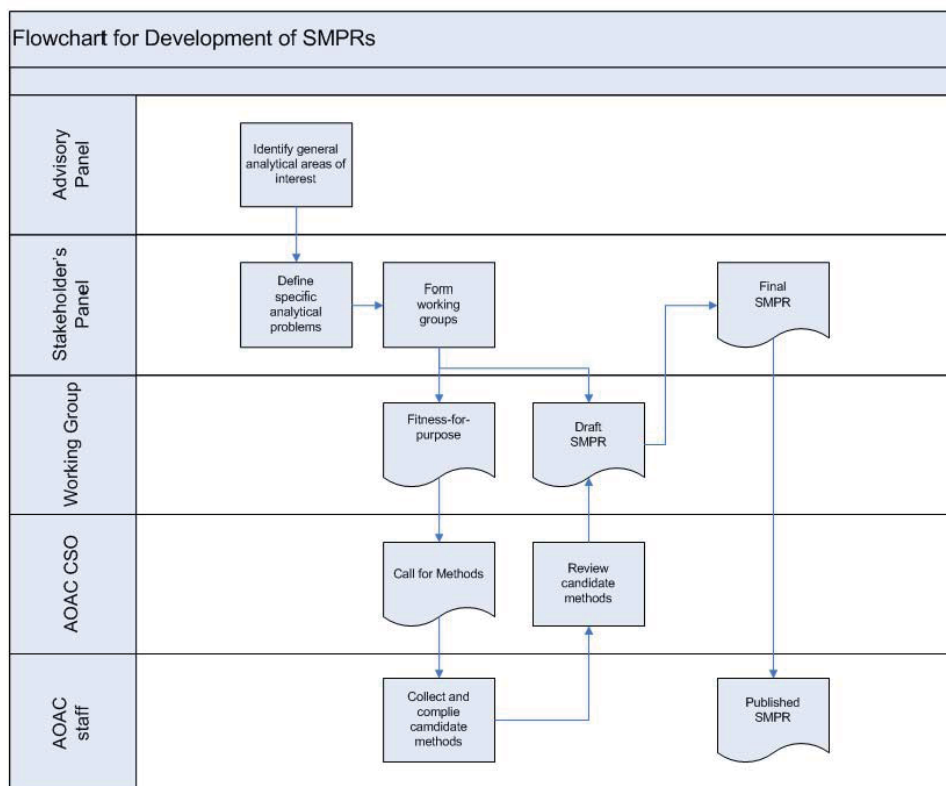 Flowchart for Development of SMPRs
Advisory
Panel
Identify general
analytical areas of
interest
Stakeholder's
Panel
Define
specific
analytical
problems
Form
working
groups
Final
SMPR
Working Group
Fitness-for-
purpose
Draft
SMPR
AOAC CSO
Call for Methods
Review
candidate
methods
AOAC
staff
Collect and
complie
camdidate
methods
Published
SMPR